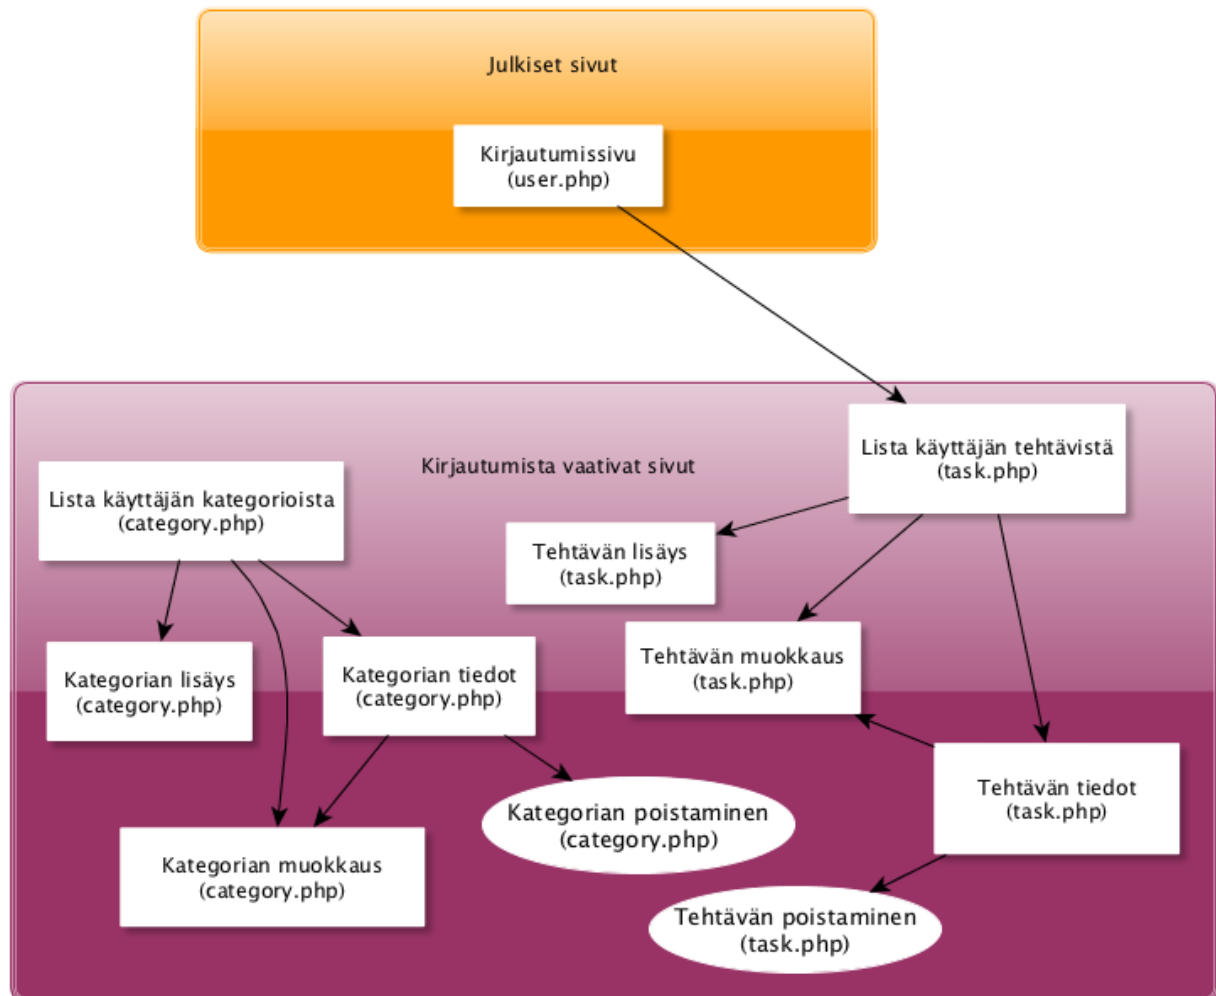 Julkiset sivut
Kirjautumissivu
(user.php)
Kirjautumista vaativat sivut
Lista käyttäjän tehtävistä
(task.php)
Lista käyttäjän kategorioista
(category.php)
Tehtävän lisäys
(task.php)
Kategorian lisäys
(category.php)
Kategorian tiedot
(category.php)
Tehtävän muokkaus
(task.php)
Tehtävän tiedot
(task.php)
Kategorian poistaminen
(category.php)
Kategorian muokkaus
(category.php)
Tehtävän poistaminen
(task.php)